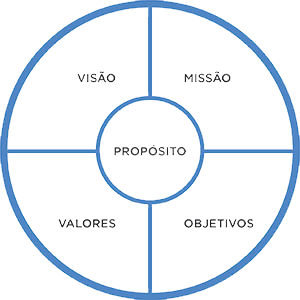 VISÃO
MISSÃO
PROPÓSITO
VALORES
OBJETIVOS